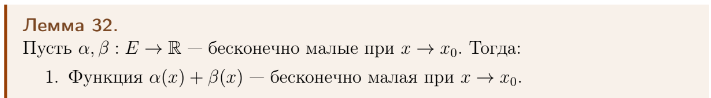 Лемма 32.
Пусть α, β : E → ℝ — бесконечно малые при x → x₀. Тогда:
1. Функция α(x) + β(x) — бесконечно малая при x → x₀.